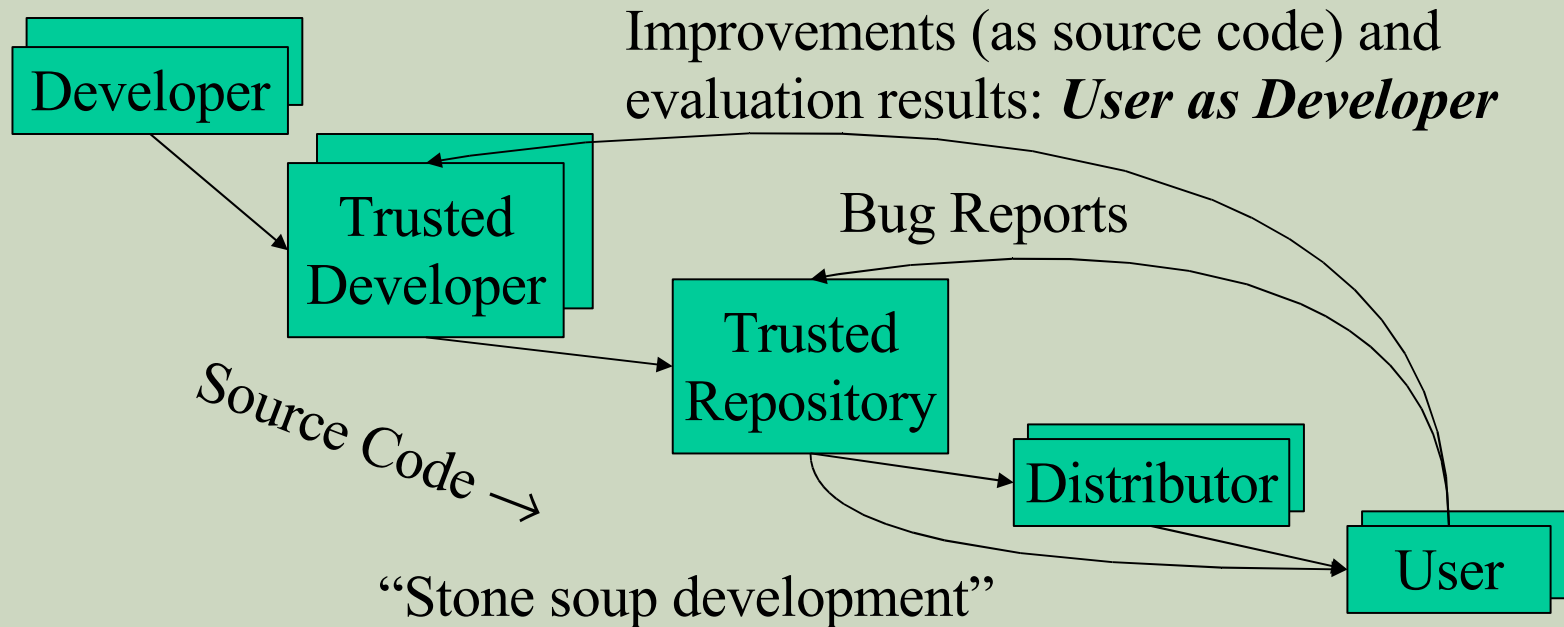 Improvements (as source code) and
evaluation results: User as Developer
Developer
Trusted
Developer
Bug Reports
Trusted
Repository
Source Code →
Distributor
User
“Stone soup development”